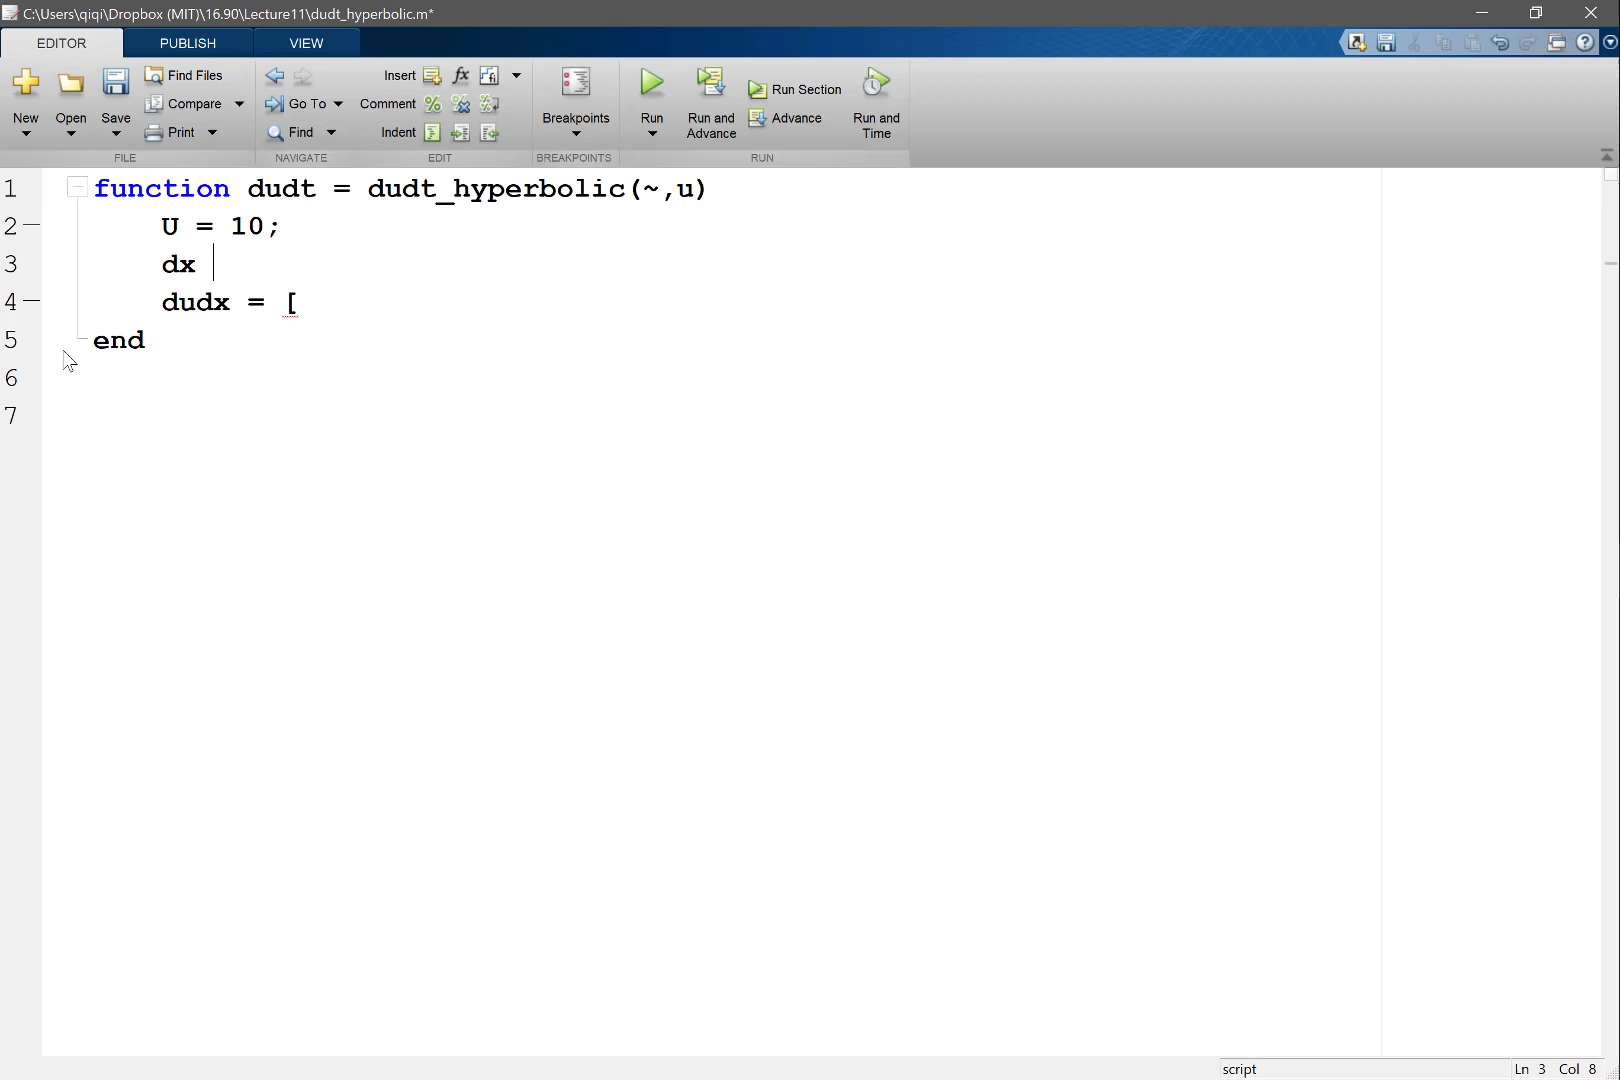 C:\Users\qiqi\Dropbox (MIT)\16.90\Lecture11\dudt_hyperbolic.m*
EDITOR PUBLISH VIEW
New Open Save Find Files Compare Print
Go To Find
Insert fx fi
Comment % % %
Indent
Breakpoints
Run Run and Advance Run Section Advance Run and Time
FILE NAVIGATE EDIT BREAKPOINTS RUN
1 function dudt = dudt_hyperbolic(~,u)
2 U = 10;
3 dx
4 dudx = [
5 end
6
7
script Ln 3 Col 8